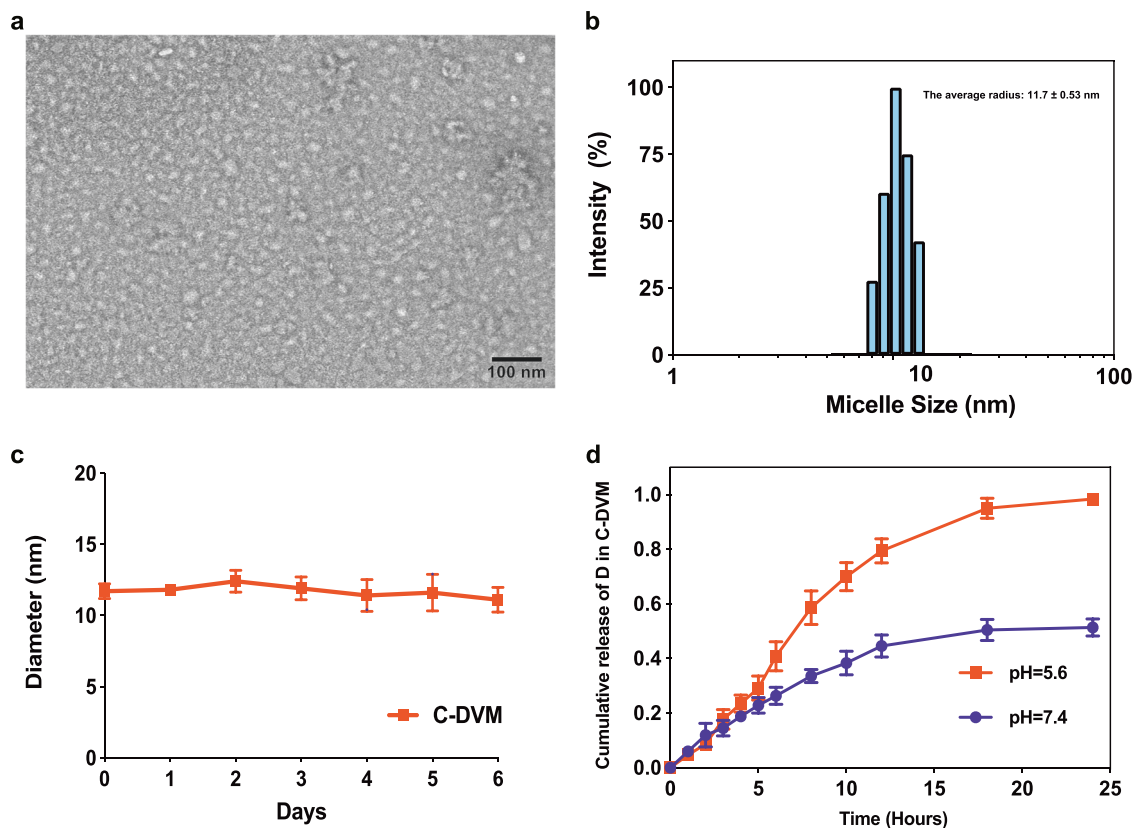 a
100 nm
b
100
75
50
25
0
Intensity (%)
The average radius: 11.7 ± 0.53 nm
1
10
100
Micelle Size (nm)
c
20
15
10
5
0
Diameter (nm)
C-DVM
0 1 2 3 4 5 6
Days
d
1.0
0.8
0.6
0.4
0.2
0.0
Cumulative release of D in C-DVM
pH=5.6
pH=7.4
0 5 10 15 20 25
Time (Hours)